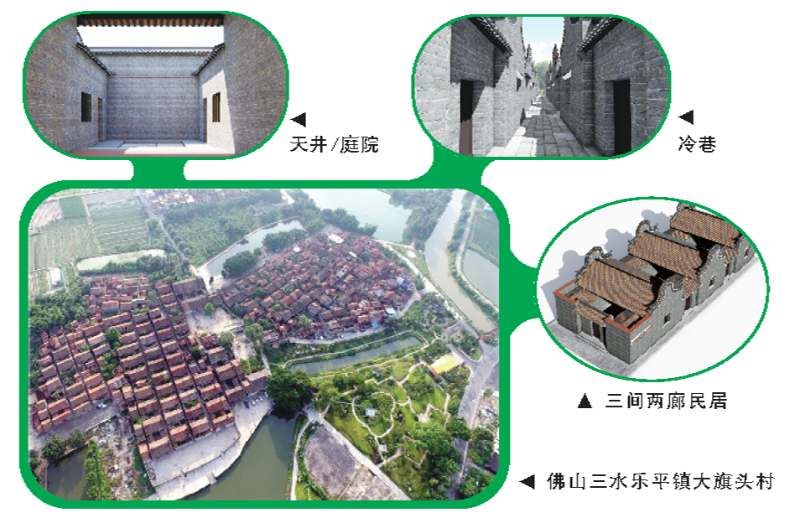 天井/庭院
冷巷
三间两廊民居
佛山三水乐平镇大旗头村